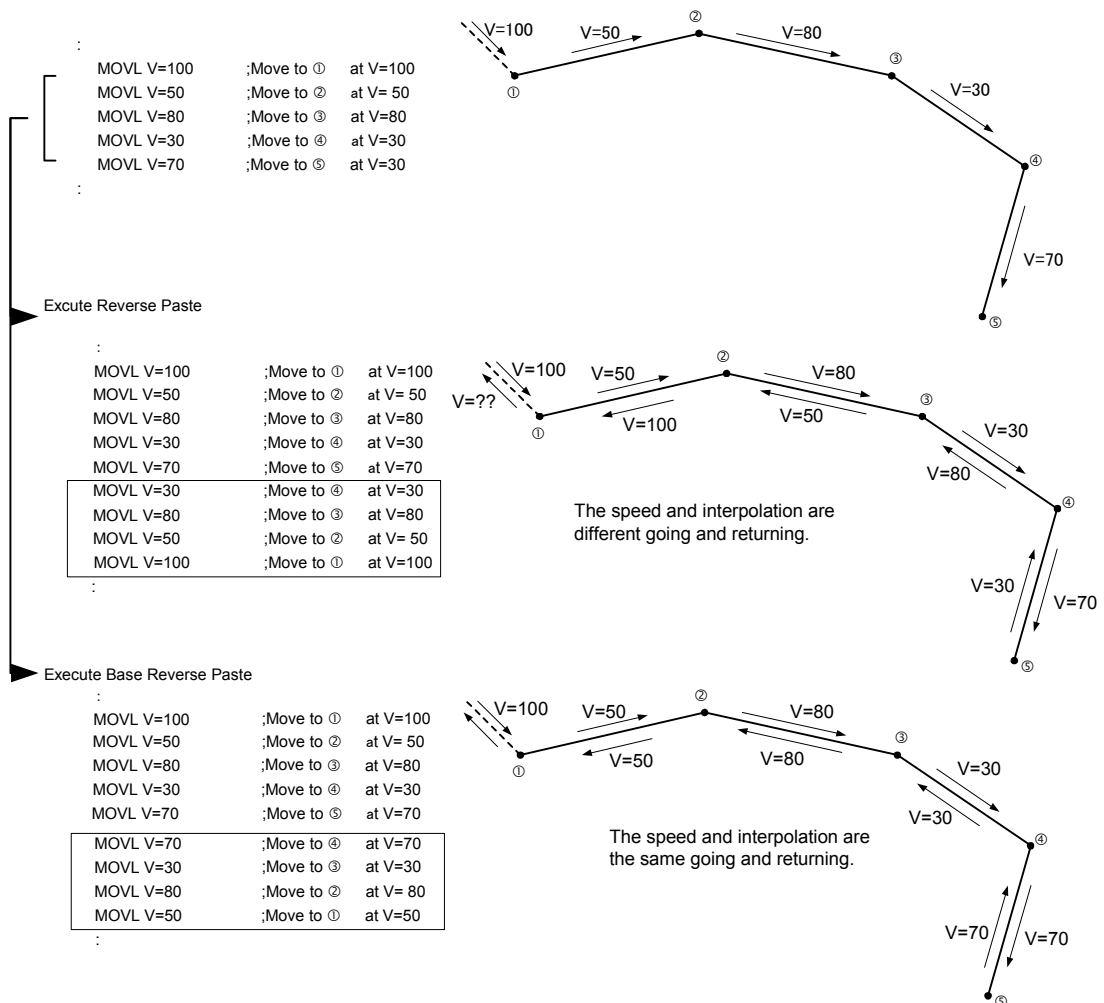 :
MOVL V=100 ;Move to ① at V=100
MOVL V=50 ;Move to ② at V= 50
MOVL V=80 ;Move to ③ at V=80
MOVL V=30 ;Move to ④ at V=30
MOVL V=70 ;Move to ⑤ at V=30
:
V=100
V=50
②
V=80
③
V=30
①
④
V=70
⑤
Excute Reverse Paste
:
MOVL V=100 ;Move to ① at V=100
MOVL V=50 ;Move to ② at V= 50
MOVL V=80 ;Move to ③ at V=80
MOVL V=30 ;Move to ④ at V=30
MOVL V=70 ;Move to ⑤ at V=70
MOVL V=30 ;Move to ④ at V=30
MOVL V=80 ;Move to ③ at V=80
MOVL V=50 ;Move to ② at V= 50
MOVL V=100 ;Move to ① at V=100
:
V=100
V=50
②
V=80
V=??
①
V=100
V=50
③
V=30
V=80
④
The speed and interpolation are
different going and returning.
V=30
V=70
⑤
Execute Base Reverse Paste
:
MOVL V=100 ;Move to ① at V=100
MOVL V=50 ;Move to ② at V= 50
MOVL V=80 ;Move to ③ at V=80
MOVL V=30 ;Move to ④ at V=30
MOVL V=70 ;Move to ⑤ at V=70
MOVL V=70 ;Move to ④ at V=70
MOVL V=30 ;Move to ③ at V=30
MOVL V=80 ;Move to ② at V= 80
MOVL V=50 ;Move to ① at V=50
:
V=100
V=50
②
V=80
①
V=50
V=80
③
V=30
V=30
④
The speed and interpolation are
the same going and returning.
V=70
V=70
⑤